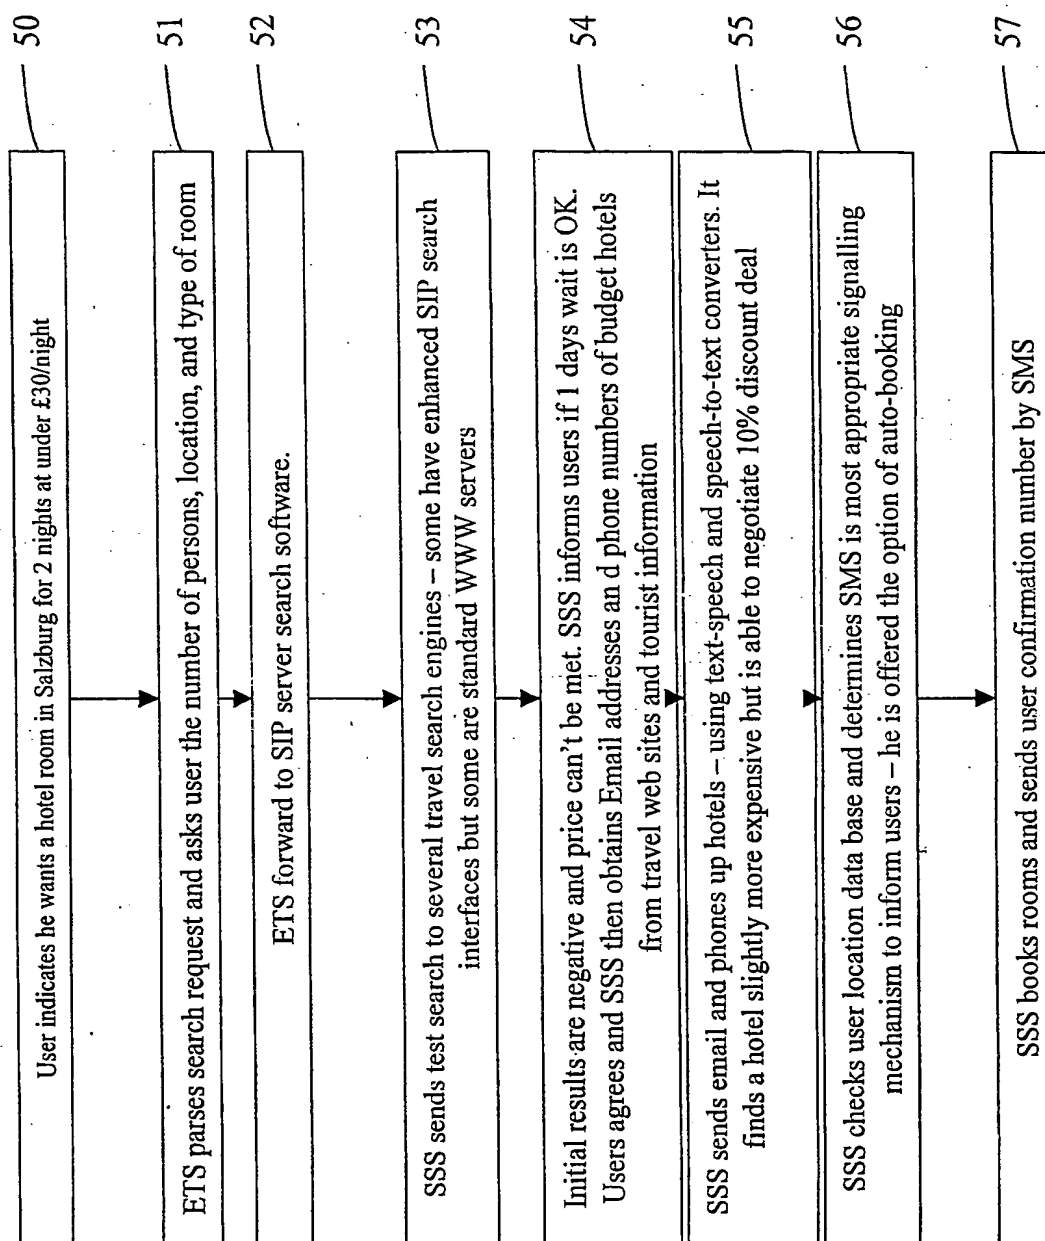 User indicates he wants a hotel room in Salzburg for 2 nights at under £30/night
50
ETS parses search request and asks user the number of persons, location, and type of room
51
ETS forward to SIP server search software.
52
SSS sends test search to several travel search engines – some have enhanced SIP search
interfaces but some are standard WWW servers
53
Initial results are negative and price can't be met. SSS informs users if 1 days wait is OK.
Users agrees and SSS then obtains Email addresses an d phone numbers of budget hotels
from travel web sites and tourist information
54
SSS sends email and phones up hotels – using text-speech and speech-to-text converters. It
finds a hotel slightly more expensive but is able to negotiate 10% discount deal
55
SSS checks user location data base and determines SMS is most appropriate signalling
mechanism to inform users – he is offered the option of auto-booking
56
SSS books rooms and sends user confirmation number by SMS
57